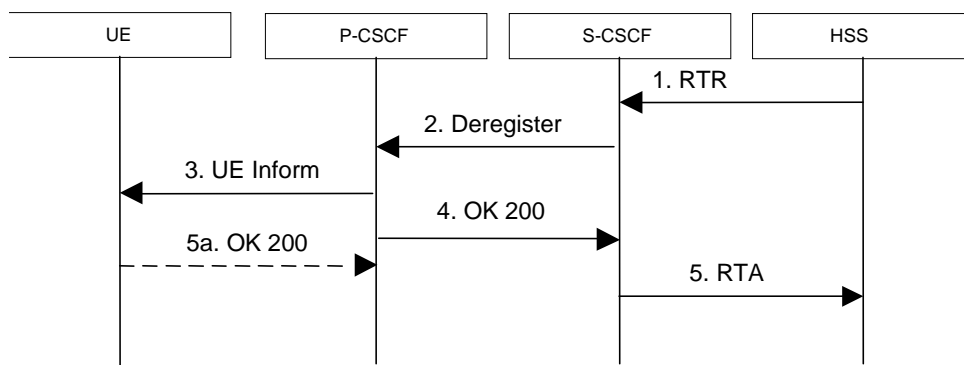 UE
P-CSCF
S-CSCF
HSS
1. RTR
2. Deregister
3. UE Inform
4. OK 200
5a. OK 200
5. RTA